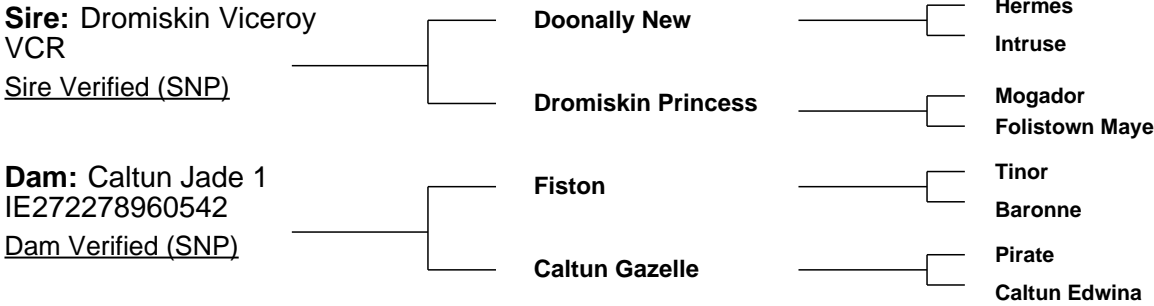 Sire: Dromiskin Viceroy
VCR
Sire Verified (SNP)
Doonally New
Dromiskin Princess
Hermes
Intruse
Mogador
Folistown Maye
Dam: Caltun Jade 1
IE272278960542
Dam Verified (SNP)
Fiston
Caltun Gazelle
Tinor
Baronne
Pirate
Caltun Edwina